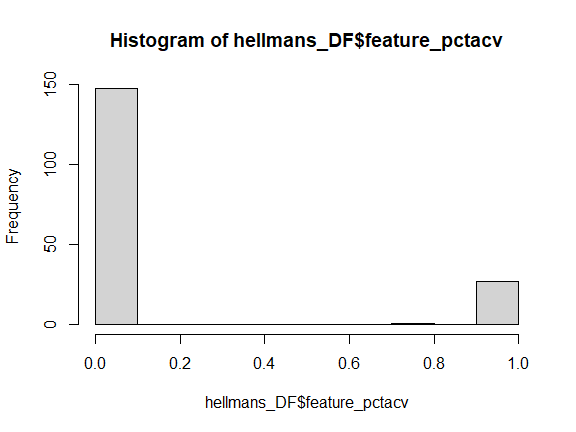 Histogram of hellmans_DF$feature_pctacv
Frequency
150
100
50
0
0.0 0.2 0.4 0.6 0.8 1.0
hellmans_DF$feature_pctacv